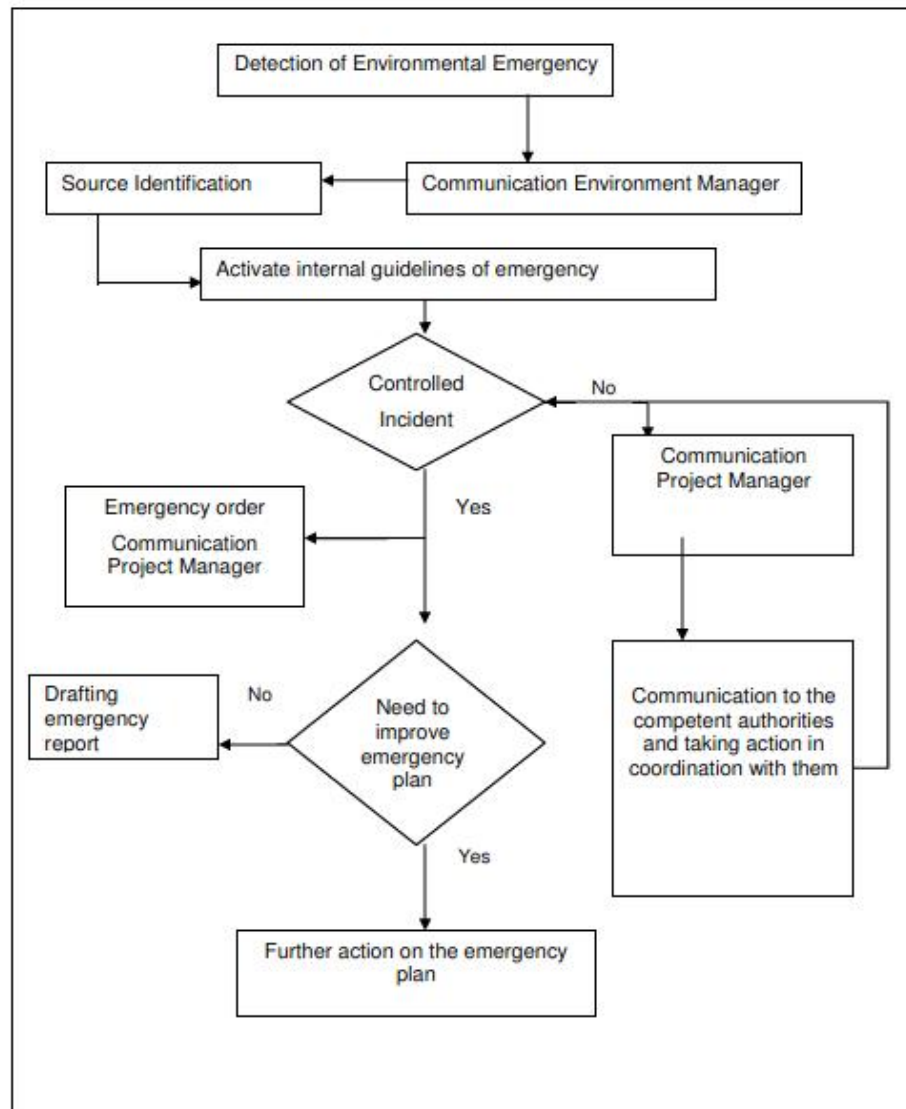 Detection of Environmental Emergency
Source Identification
Communication Environment Manager
Activate internal guidelines of emergency
Controlled
Incident
No
Communication
Project Manager
Yes
Emergency order
Communication
Project Manager
Drafting
emergency
report
No
Need to
improve
emergency
plan
Communication to the
competent authorities
and taking action in
coordination with them
Yes
Further action on the emergency
plan